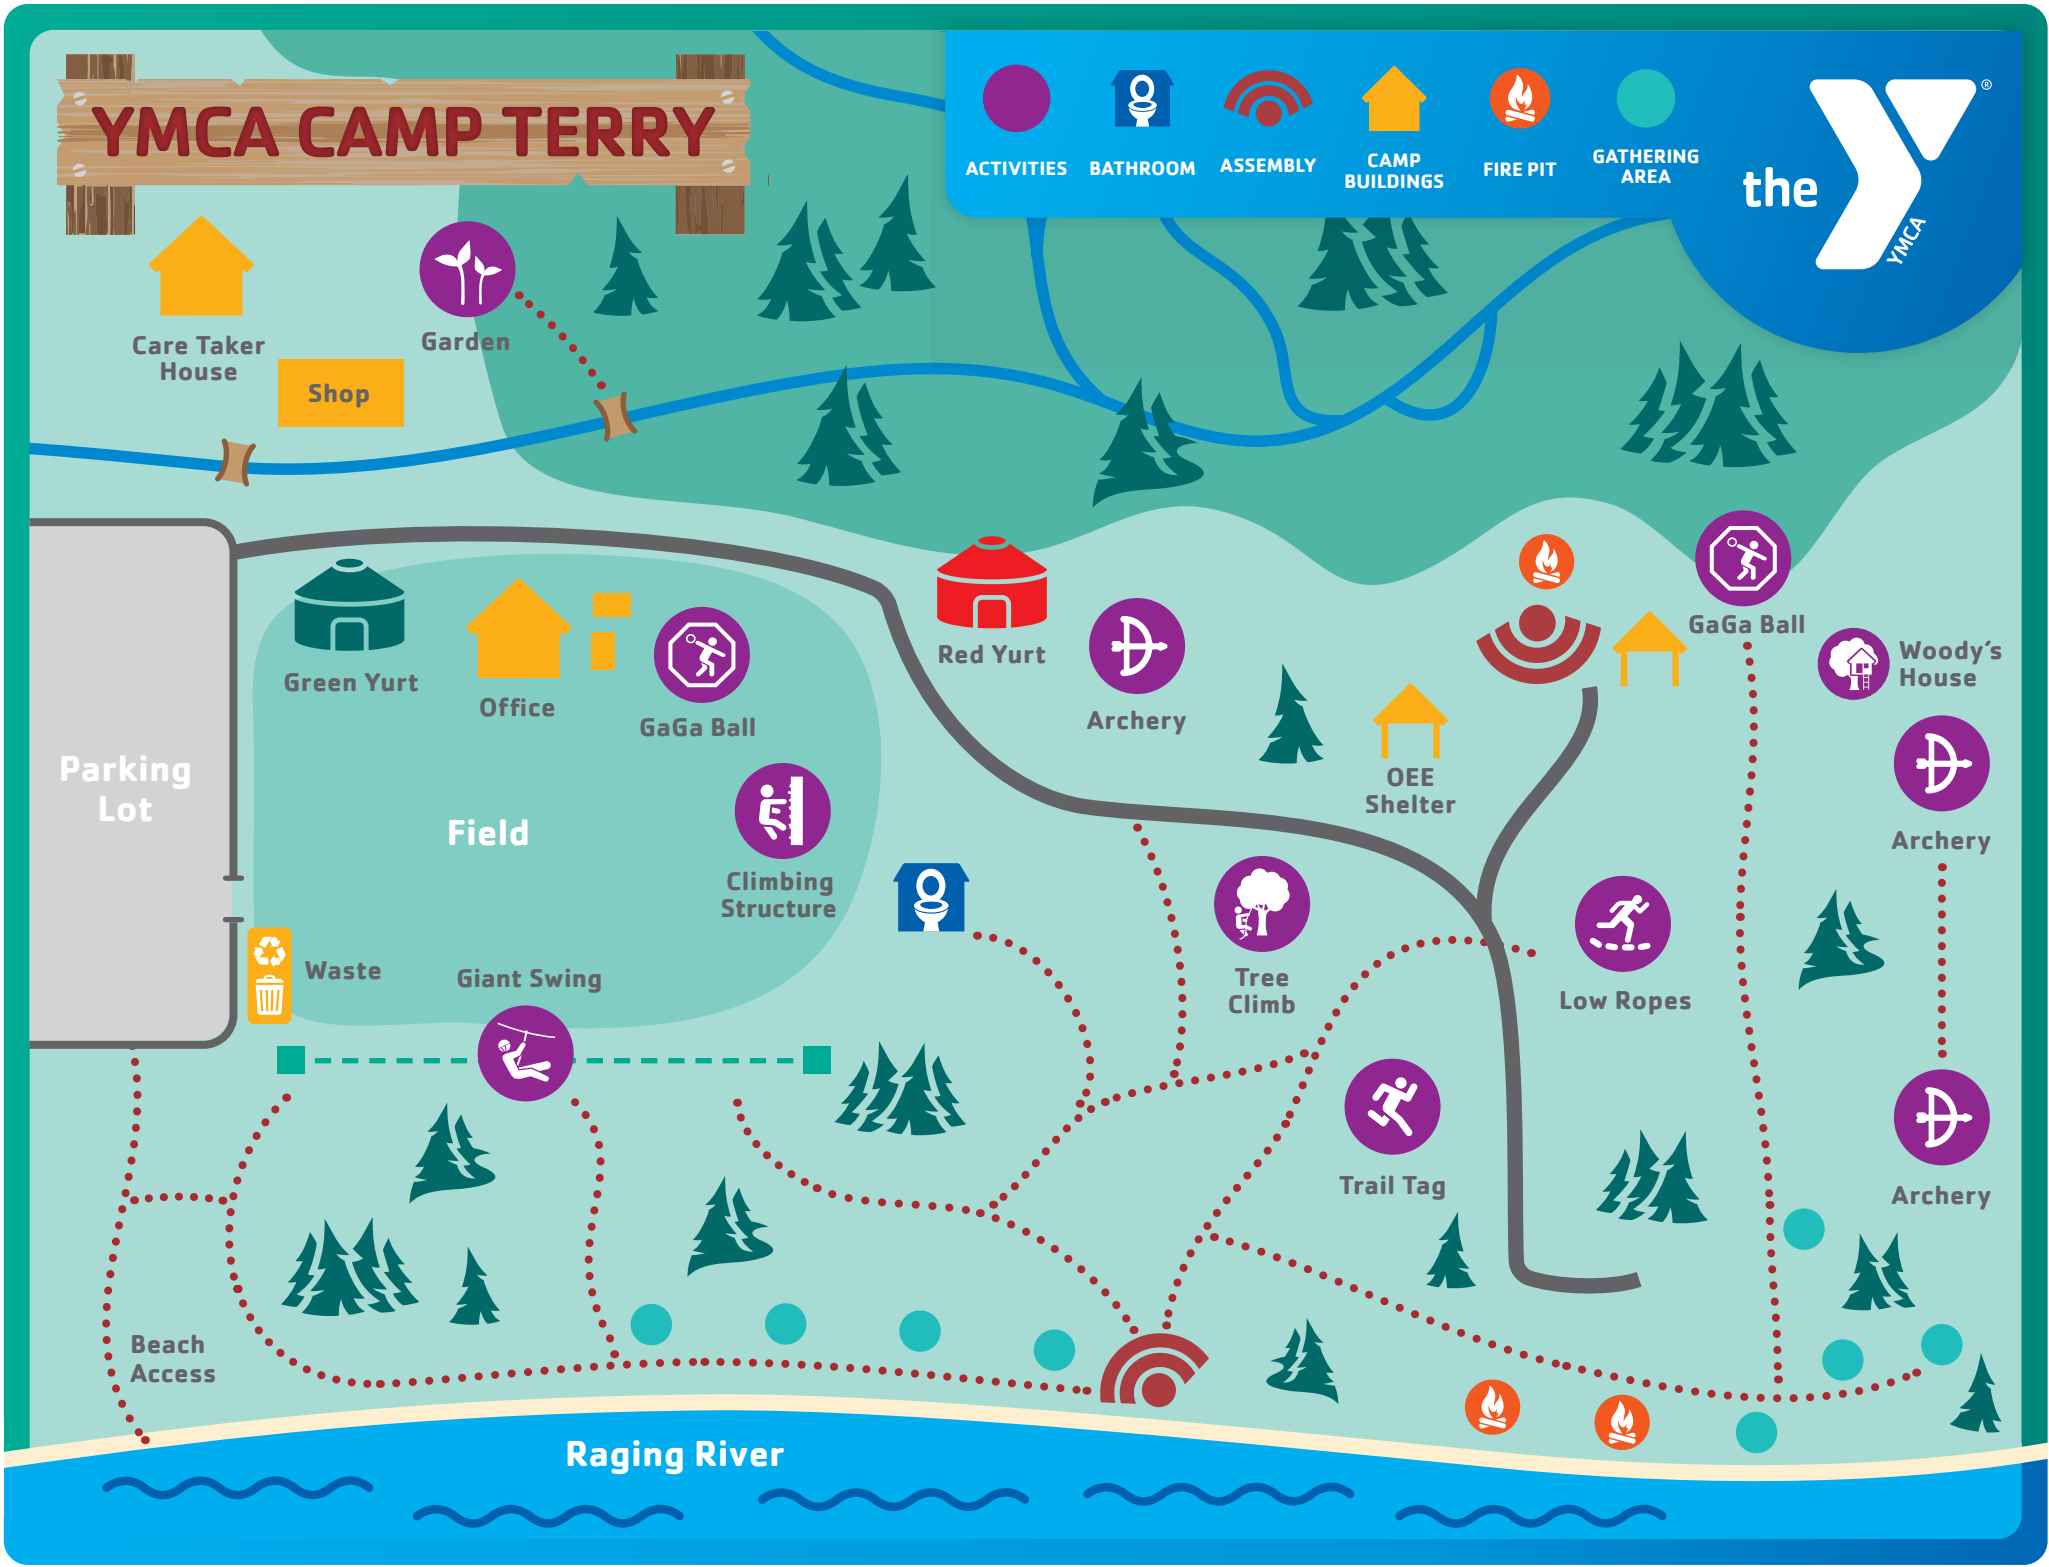 YMCA CAMP TERRY
ACTIVITIES
BATHROOM
ASSEMBLY
CAMP
BUILDINGS
FIRE PIT
GATHERING
AREA
the
YMCA
®
Care Taker
House
Shop
Garden
Green Yurt
Office
GaGa Ball
Red Yurt
Archery
GaGa Ball
Woody's
House
Parking
Lot
Field
Climbing
Structure
OEE
Shelter
Archery
Waste
Giant Swing
Tree
Climb
Low Ropes
Trail Tag
Archery
Beach
Access
Raging River